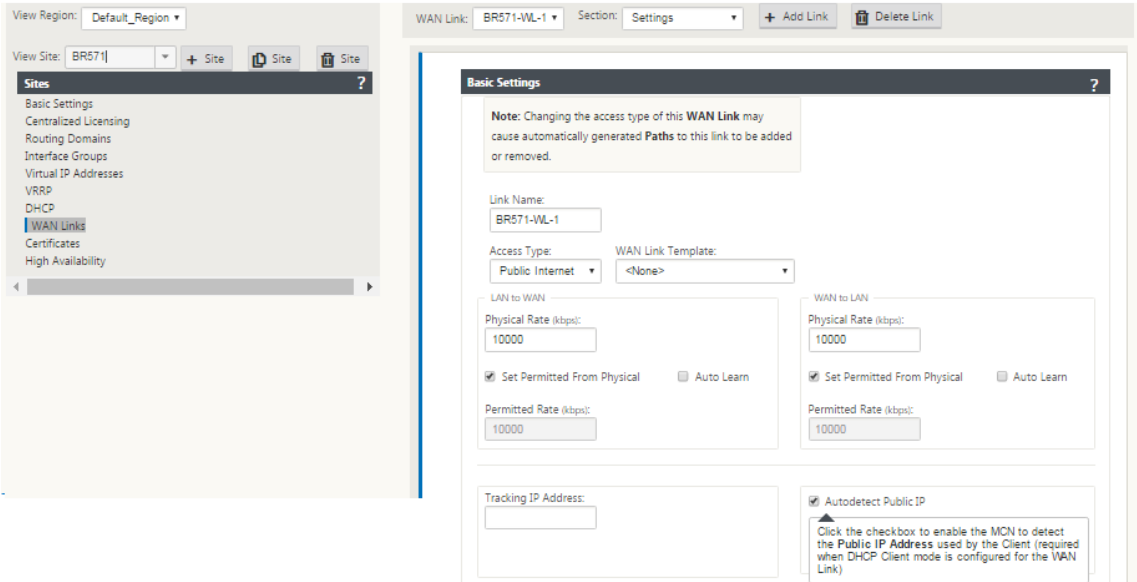 View Region: Default_Region
View Site: BR571
+ Site
Site
Site
Sites
?
Basic Settings
Centralized Licensing
Routing Domains
Interface Groups
Virtual IP Addresses
VRRP
DHCP
WAN Links
Certificates
High Availability
WAN Link: BR571-WL-1 Section: Settings + Add Link Delete Link
Basic Settings
?
Note: Changing the access type of this WAN Link may
cause automatically generated Paths to this link to be added
or removed.
Link Name:
BR571-WL-1
Access Type: WAN Link Template:
Public Internet <None>
LAN to WAN
Physical Rate (kbps):
10000
Set Permitted From Physical Auto Learn
Permitted Rate (kbps):
10000
WAN to LAN
Physical Rate (kbps):
10000
Set Permitted From Physical Auto Learn
Permitted Rate (kbps):
10000
Tracking IP Address:
Autodetect Public IP
Click the checkbox to enable the MCN to detect
the Public IP Address used by the Client (required
when DHCP Client mode is configured for the WAN
Link)